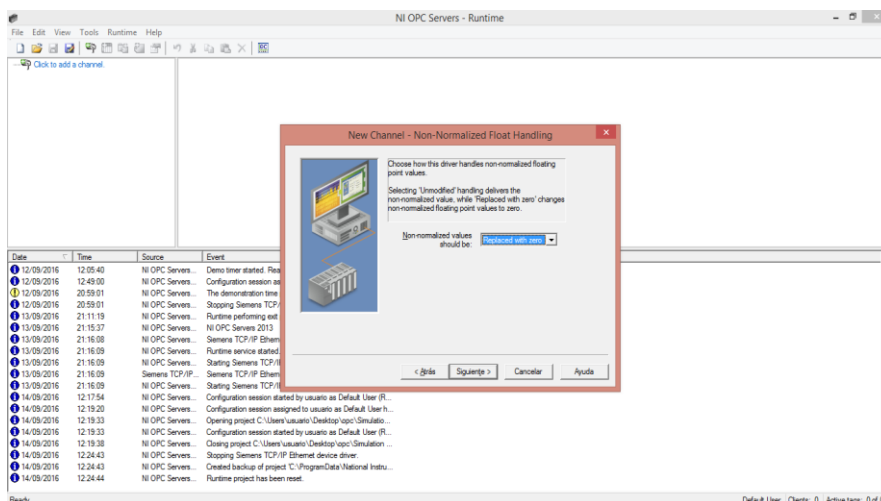 NI OPC Servers - Runtime
File Edit View Tools Runtime Help
Click to add a channel.
New Channel - Non-Normalized Float Handling
Choose how this driver handles non-normalized floating
point values.
Selecting 'Unmodified' handling delivers the
non-normalized value, while 'Replaced with zero' changes
non-normalized floating point values to zero.
Non-normalized values
should be: Replaced with zero
< Atrás Siguiente > Cancelar Ayuda
Date Time Source Event
12/09/2016 12:05:40 NI OPC Servers... Demo timer started. Rea
12/09/2016 12:49:00 NI OPC Servers... Configuration session as
12/09/2016 20:59:01 NI OPC Servers... The demonstration time
12/09/2016 20:59:01 NI OPC Servers... Stopping Siemens TCP/
13/09/2016 21:11:19 NI OPC Servers... Runtime performing exit
13/09/2016 21:15:37 NI OPC Servers... NI OPC Servers 2013
13/09/2016 21:16:08 NI OPC Servers... Siemens TCP/IP Ethern
13/09/2016 21:16:09 NI OPC Servers... Runtime service started.
13/09/2016 21:16:09 NI OPC Servers... Starting Siemens TCP/I
13/09/2016 21:16:09 Siemens TCP/IP... Siemens TCP/IP Ethern
13/09/2016 21:16:09 NI OPC Servers... Starting Siemens TCP/I
14/09/2016 12:17:54 NI OPC Servers... Configuration session started by usuario as Default User (R...
14/09/2016 12:19:20 NI OPC Servers... Configuration session assigned to usuario as Default User h...
14/09/2016 12:19:33 NI OPC Servers... Opening project C:\Users\usuario\Desktop\opc\Simulatio...
14/09/2016 12:19:33 NI OPC Servers... Configuration session started by usuario as Default User (R...
14/09/2016 12:19:38 NI OPC Servers... Closing project C:\Users\usuario\Desktop\opc\Simulation ...
14/09/2016 12:24:43 NI OPC Servers... Stopping Siemens TCP/IP Ethernet device driver.
14/09/2016 12:24:43 NI OPC Servers... Created backup of project 'C:\ProgramData\National Instru...
14/09/2016 12:24:44 NI OPC Servers... Runtime project has been reset.
Ready Default User Clients: 0 Active tags: 0 of